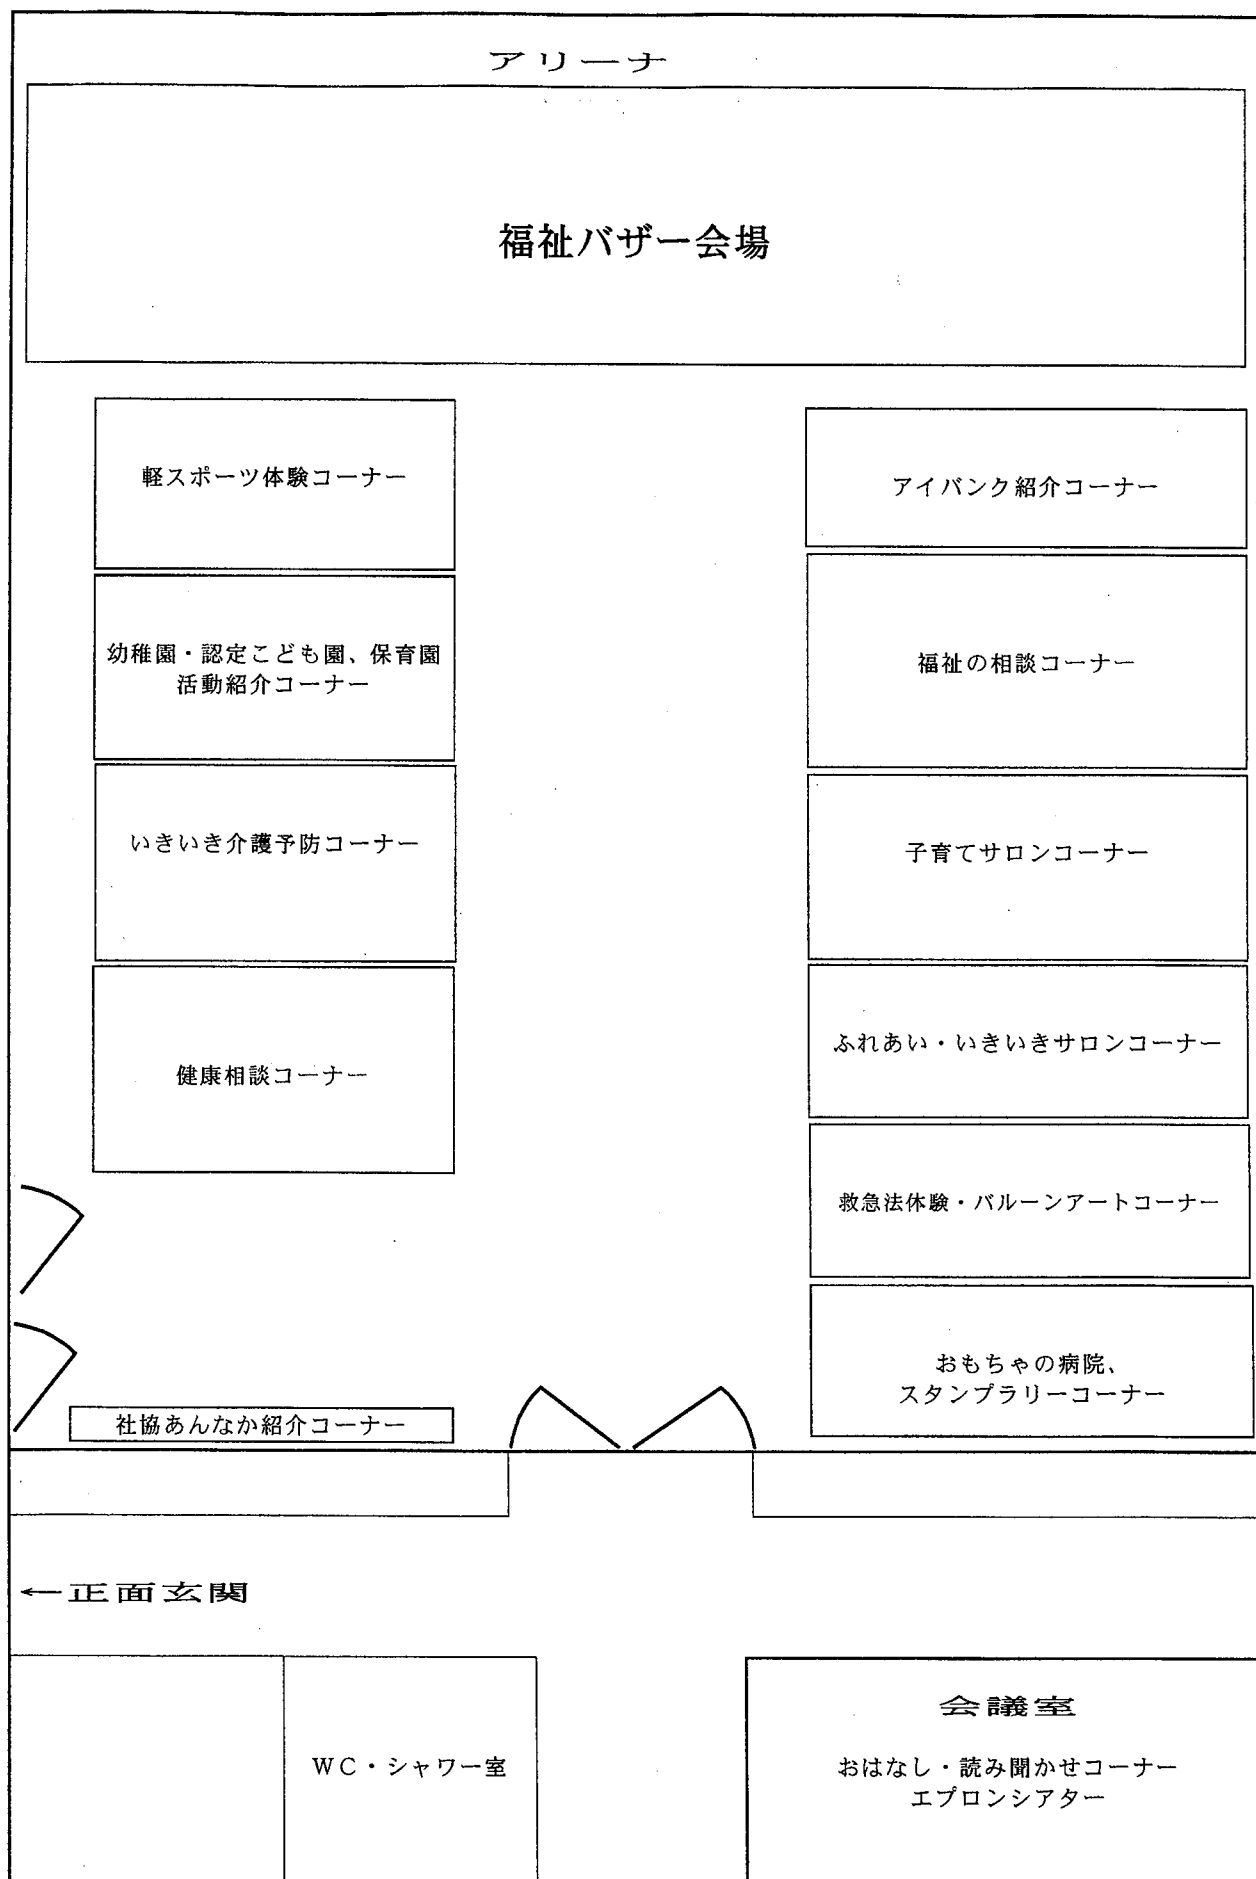 アリーナ
福祉バザー会場
軽スポーツ体験コーナー
アイバンク紹介コーナー
幼稚園・認定こども園、保育園
活動紹介コーナー
福祉の相談コーナー
いきいき介護予防コーナー
子育てサロンコーナー
健康相談コーナー
ふれあい・いきいきサロンコーナー
救急法体験・バルーンアートコーナー
おもちゃの病院、
スタンプラリーコーナー
社協あんなか紹介コーナー
←正面玄関
WC・シャワー室
会議室
おはなし・読み聞かせコーナー
エプロンシアター